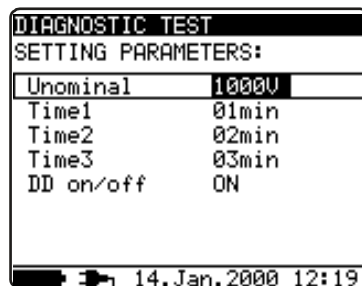 DIAGNOSTIC TEST
SETTING PARAMETERS:
Unominal 1000V
Time1 01min
Time2 02min
Time3 03min
DD on/off ON
14.Jan.2000 12:19